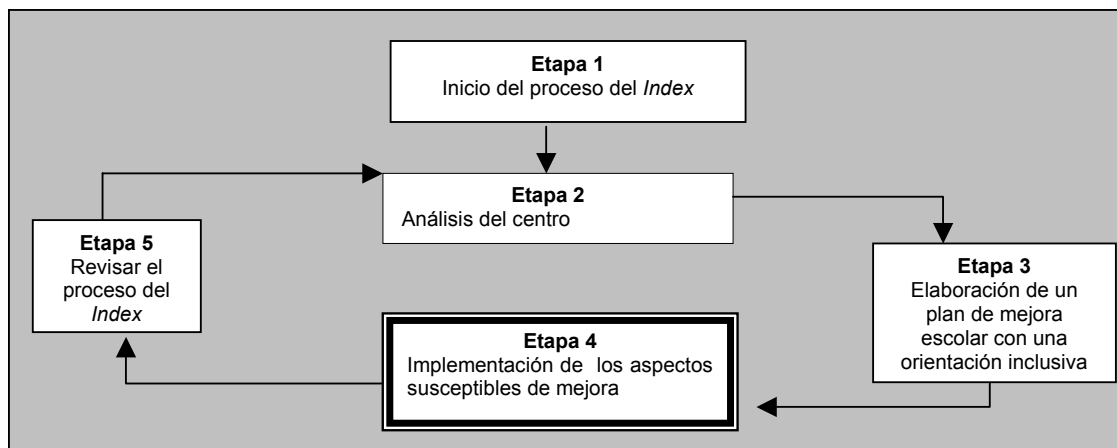 Etapa 1
Inicio del proceso del Index
Etapa 2
Análisis del centro
Etapa 3
Elaboración de un
plan de mejora
escolar con una
orientación inclusiva
Etapa 4
Implementación de los aspectos
susceptibles de mejora
Etapa 5
Revisar el
proceso del
Index